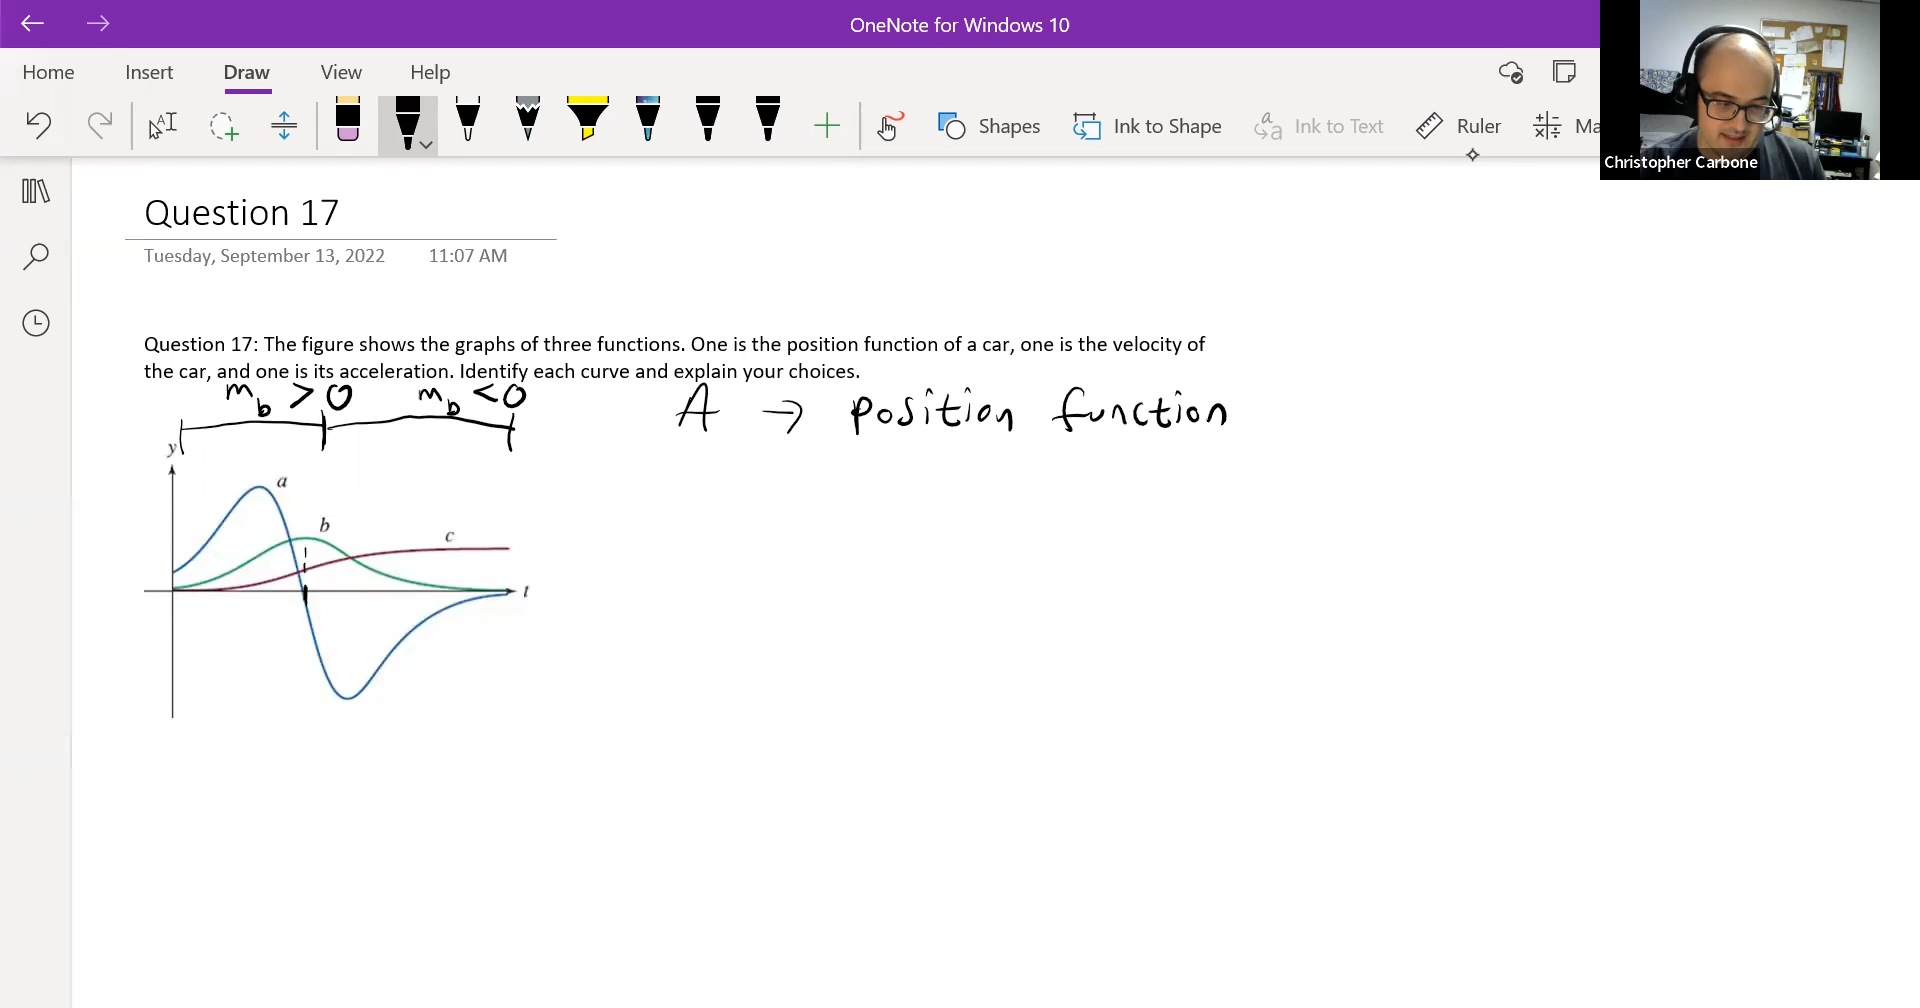 OneNote for Windows 10
Home Insert Draw View Help
Shapes Ink to Shape Ink to Text Ruler Ma
Christopher Carbone
Question 17
Tuesday, September 13, 2022 11:07 AM
Question 17: The figure shows the graphs of three functions. One is the position function of a car, one is the velocity of
the car, and one is its acceleration. Identify each curve and explain your choices.
m_b > 0 m_b < 0
A → position function
y
a
b
c
t